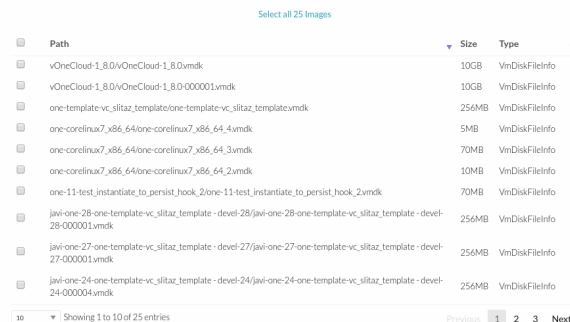 Select all 25 Images
Path Size Type
vOneCloud-1_8.0/vOneCloud-1_8.0.vmdk 10GB VmDiskFileInfo
vOneCloud-1_8.0/vOneCloud-1_8.0-000001.vmdk 10GB VmDiskFileInfo
one-template-vc_slitaz_template/one-template-vc_slitaz_template.vmdk 256MB VmDiskFileInfo
one-corelinux7_x86_64/one-corelinux7_x86_64_4.vmdk 5MB VmDiskFileInfo
one-corelinux7_x86_64/one-corelinux7_x86_64_3.vmdk 70MB VmDiskFileInfo
one-corelinux7_x86_64/one-corelinux7_x86_64_2.vmdk 10MB VmDiskFileInfo
one-11-test_instantiate_to_persist_hook_2/one-11-test_instantiate_to_persist_hook_2.vmdk 70MB VmDiskFileInfo
javi-one-28-one-template-vc_slitaz_template - devel-28/javi-one-28-one-template-vc_slitaz_template - devel-
28-000001.vmdk 256MB VmDiskFileInfo
javi-one-27-one-template-vc_slitaz_template - devel-27/javi-one-27-one-template-vc_slitaz_template - devel-
27-000001.vmdk 256MB VmDiskFileInfo
javi-one-24-one-template-vc_slitaz_template - devel-24/javi-one-24-one-template-vc_slitaz_template - devel-
24-000004.vmdk 256MB VmDiskFileInfo
10 Showing 1 to 10 of 25 entries Previous 1 2 3 Next